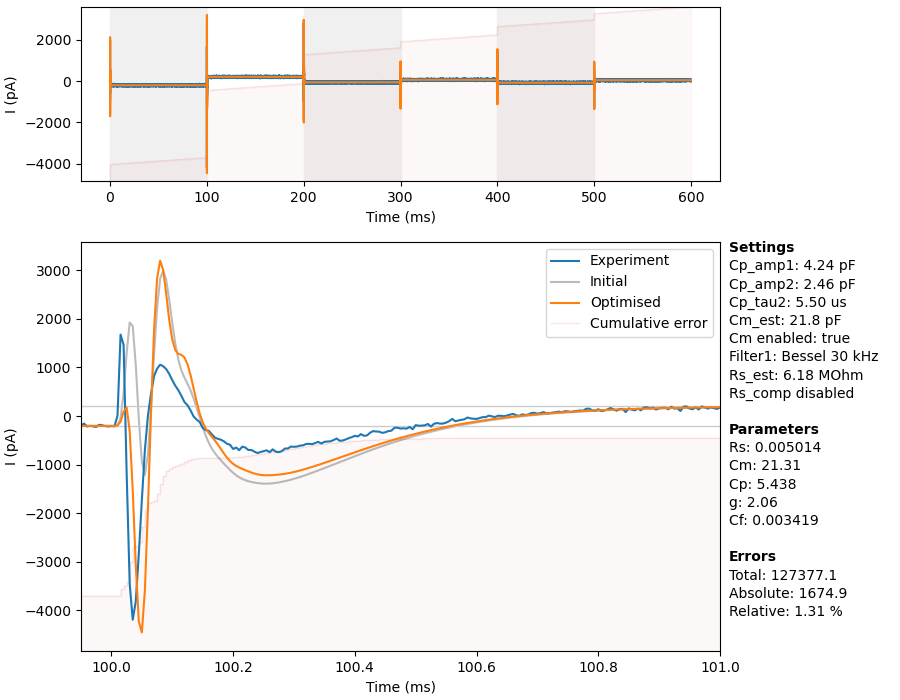 2000
0
−2000
−4000
I (pA)
0
100
200
300
400
500
600
Time (ms)
3000
2000
1000
0
−1000
−2000
−3000
−4000
I (pA)
100.0
100.2
100.4
100.6
100.8
101.0
Time (ms)
Experiment
Initial
Optimised
Cumulative error
Settings
Cp_amp1: 4.24 pF
Cp_amp2: 2.46 pF
Cp_tau2: 5.50 us
Cm_est: 21.8 pF
Cm enabled: true
Filter1: Bessel 30 kHz
Rs_est: 6.18 MOhm
Rs_comp disabled
Parameters
Rs: 0.005014
Cm: 21.31
Cp: 5.438
g: 2.06
Cf: 0.003419
Errors
Total: 127377.1
Absolute: 1674.9
Relative: 1.31 %